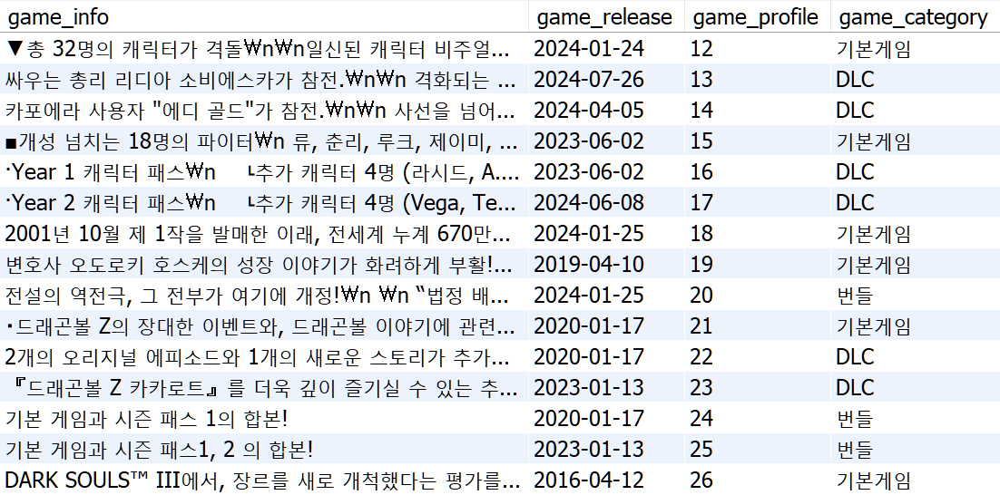 game_info game_release game_profile game_category
▼총 32명의 캐릭터가 격돌₩n₩n일신된 캐릭터 비주얼... 2024-01-24 12 기본게임
싸우는 총리 리디아 소비에스카가 참전.₩n₩n 격화되는 ... 2024-07-26 13 DLC
카포에라 사용자 "에디 골드"가 참전.₩n₩n 사선을 넘어... 2024-04-05 14 DLC
■개성 넘치는 18명의 파이터₩n 류, 춘리, 루크, 제이미, ... 2023-06-02 15 기본게임
·Year 1 캐릭터 패스₩n ┗추가 캐릭터 4명 (라시드, A.... 2023-06-02 16 DLC
·Year 2 캐릭터 패스₩n ┗추가 캐릭터 4명 (Vega, Te... 2024-06-08 17 DLC
2001년 10월 제 1작을 발매한 이래, 전세계 누계 670만... 2024-01-25 18 기본게임
변호사 오도로키 호스케의 성장 이야기가 화려하게 부활!... 2019-04-10 19 기본게임
전설의 역전극, 그 전부가 여기에 개정!₩n ₩n “법정 배... 2024-01-25 20 번들
·드래곤볼 Z의 장대한 이벤트와, 드래곤볼 이야기에 관련... 2020-01-17 21 기본게임
2개의 오리지널 에피소드와 1개의 새로운 스토리가 추가... 2020-01-17 22 DLC
『드래곤볼 Z 카카로트』를 더욱 깊이 즐기실 수 있는 추... 2023-01-13 23 DLC
기본 게임과 시즌 패스 1의 합본! 2020-01-17 24 번들
기본 게임과 시즌 패스1, 2 의 합본! 2023-01-13 25 번들
DARK SOULS™ III에서, 장르를 새로 개척했다는 평가를... 2016-04-12 26 기본게임